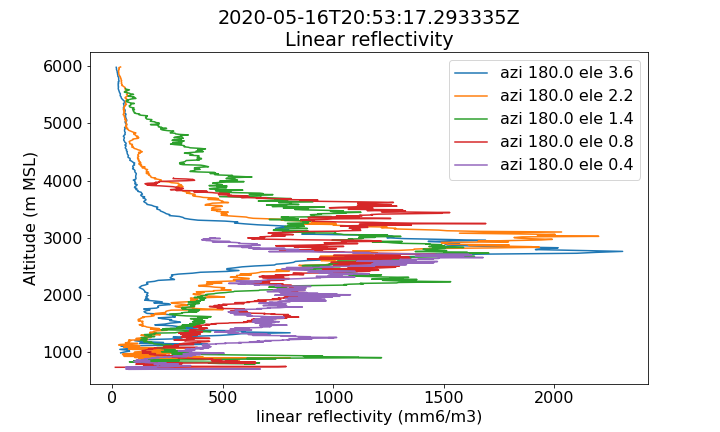 2020-05-16T20:53:17.293335Z
Linear reflectivity
azi 180.0 ele 3.6
azi 180.0 ele 2.2
azi 180.0 ele 1.4
azi 180.0 ele 0.8
azi 180.0 ele 0.4
Altitude (m MSL)
6000
5000
4000
3000
2000
1000
0 500 1000 1500 2000
linear reflectivity (mm6/m3)